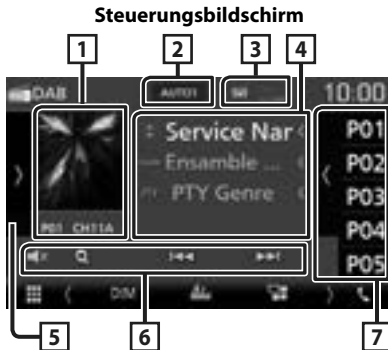 Steuerungsbildschirm
1 2 3 4
DAB AUTO1 10:00
Service Nar P01
Ensamble ... P02
PTY Genre P03
P04
P01 CH11A
P05
DIM
5 6 7